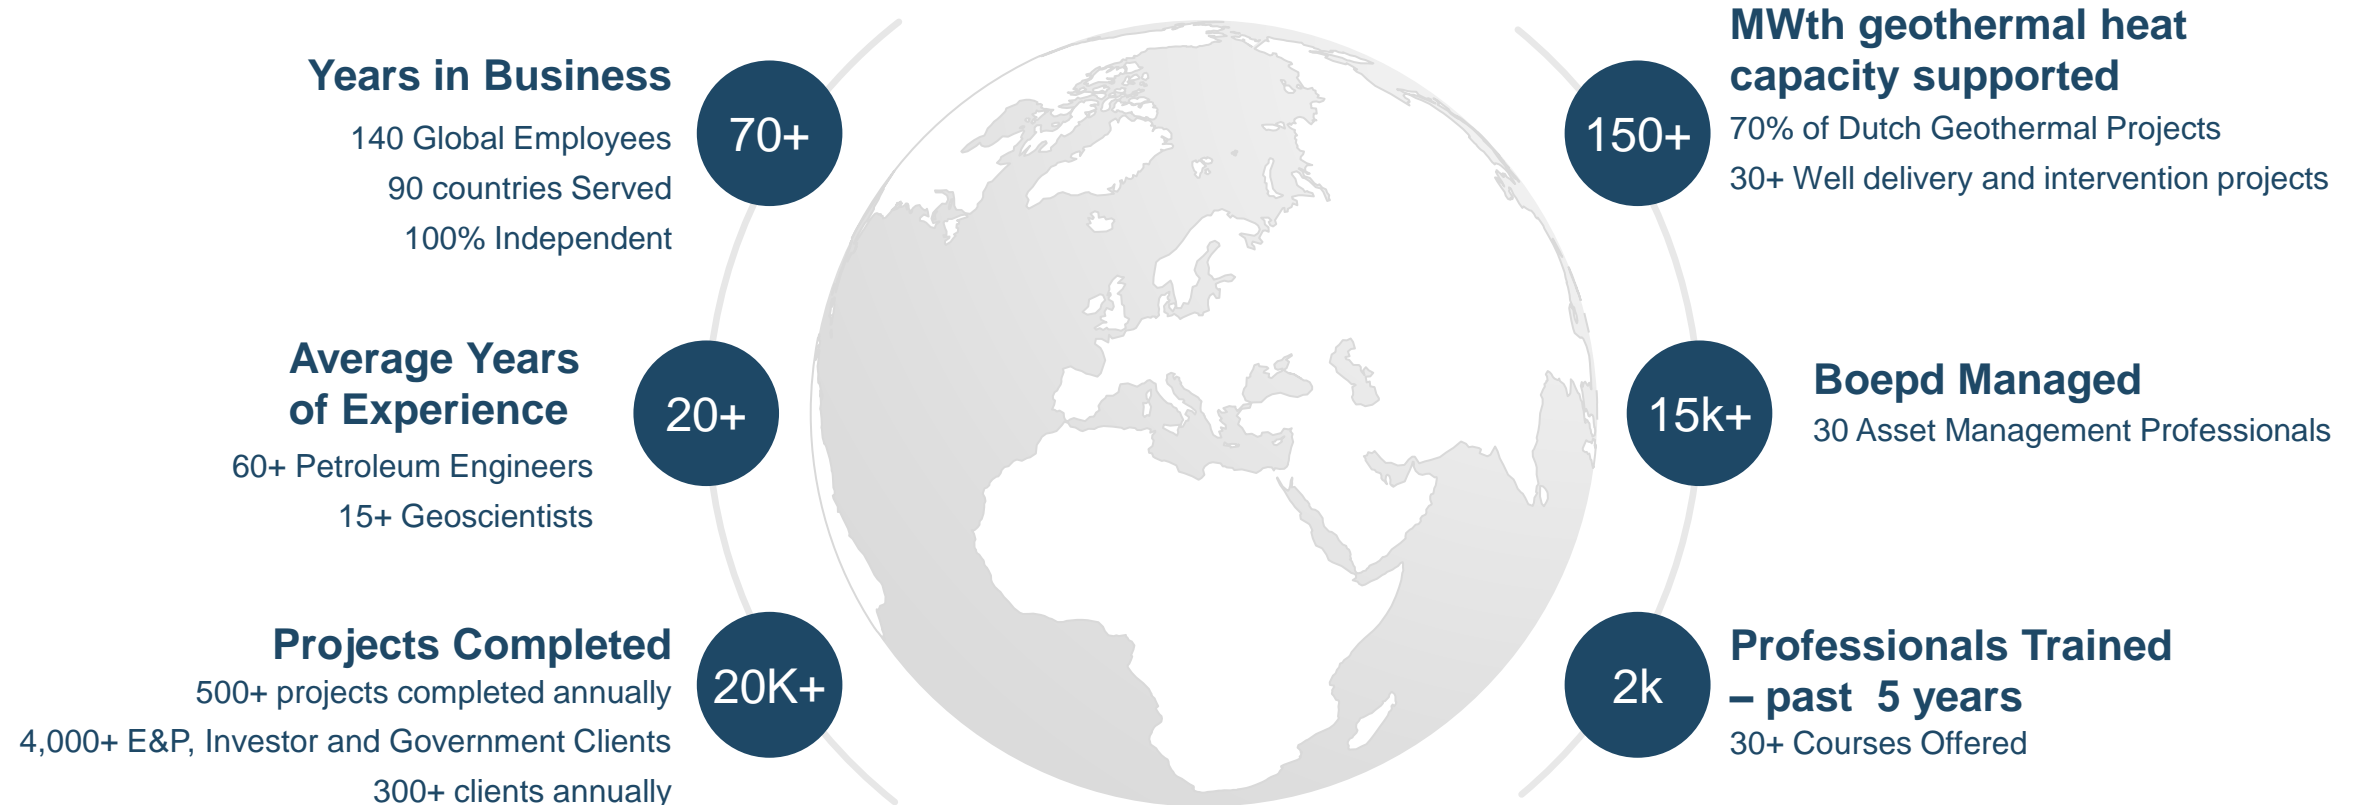 Years in Business
140 Global Employees
90 countries Served
100% Independent
70+
Average Years
of Experience
60+ Petroleum Engineers
15+ Geoscientists
20+
Projects Completed
500+ projects completed annually
4,000+ E&P, Investor and Government Clients
300+ clients annually
20K+
150+
MWth geothermal heat
capacity supported
70% of Dutch Geothermal Projects
30+ Well delivery and intervention projects
15k+
Boepd Managed
30 Asset Management Professionals
2k
Professionals Trained
– past  5 years
30+ Courses Offered